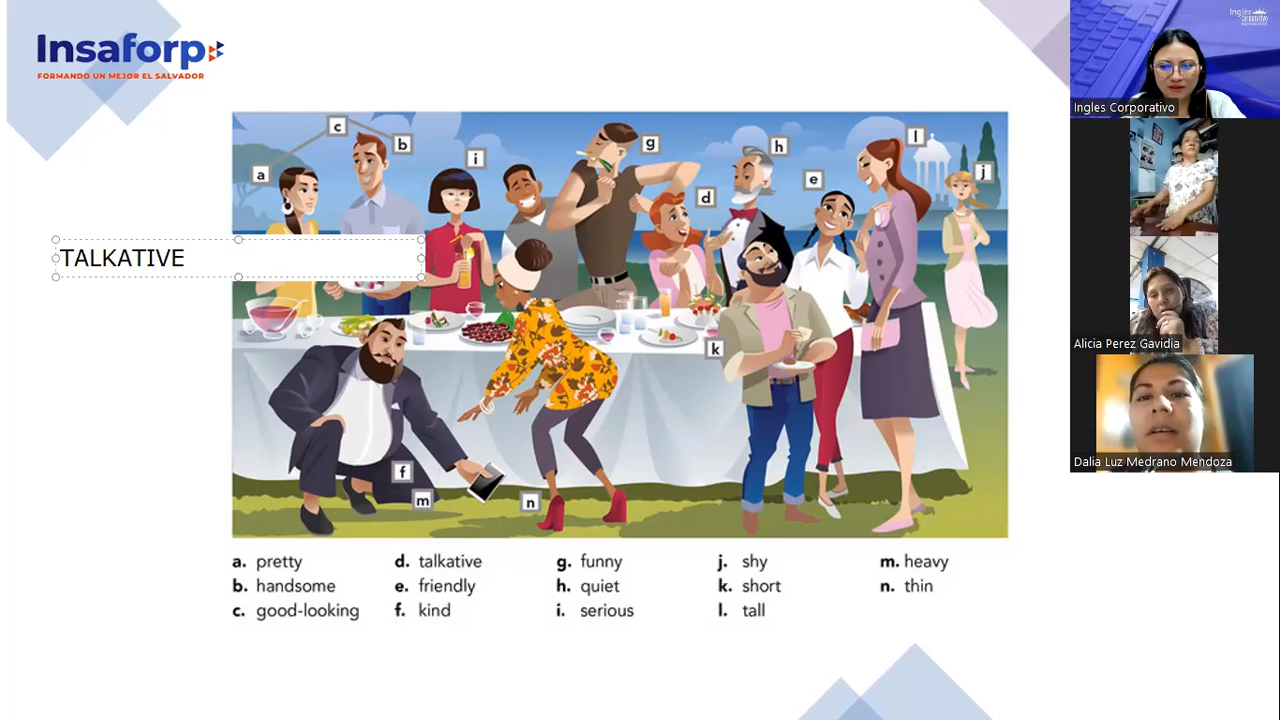 Insaforp
FORMANDO UN MEJOR EL SALVADOR
Ingles
Ingles Corporativo
c
b
g
l
a
i
h
e
j
d
TALKATIVE
Alicia Perez Gavidia
k
Dalia Luz Medrano Mendoza
f
m
n
a. pretty
b. handsome
c. good-looking
d. talkative
e. friendly
f. kind
g. funny
h. quiet
i. serious
j. shy
k. short
l. tall
m. heavy
n. thin